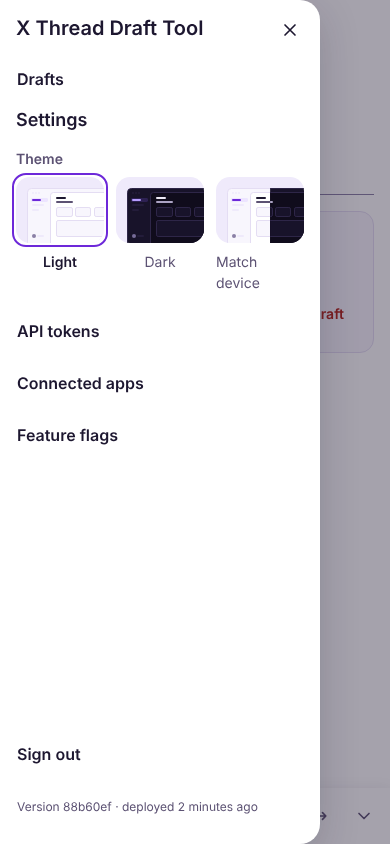 X Thread Draft Tool
Drafts
Settings
Theme
Light
Dark
Match
device
API tokens
Connected apps
Feature flags
Sign out
Version 88b60ef · deployed 2 minutes ago